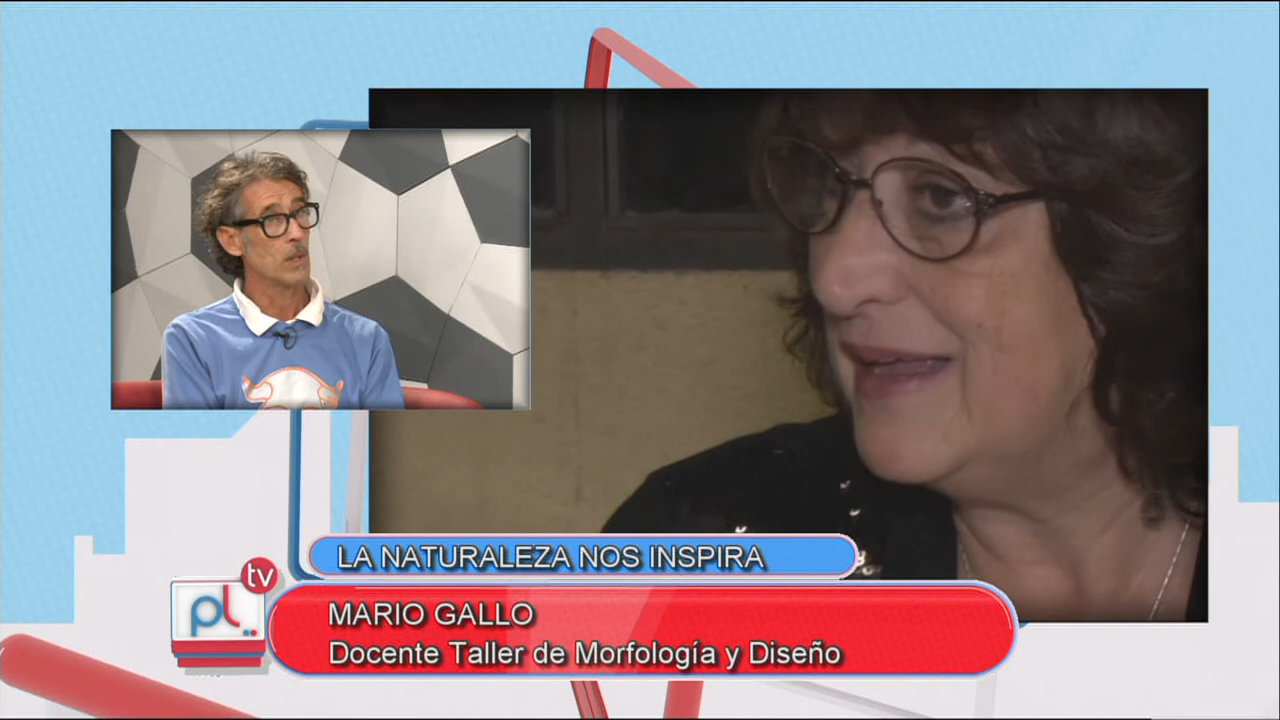 LA NATURALEZA NOS INSPIRA
tv
pl
MARIO GALLO
Docente Taller de Morfología y Diseño